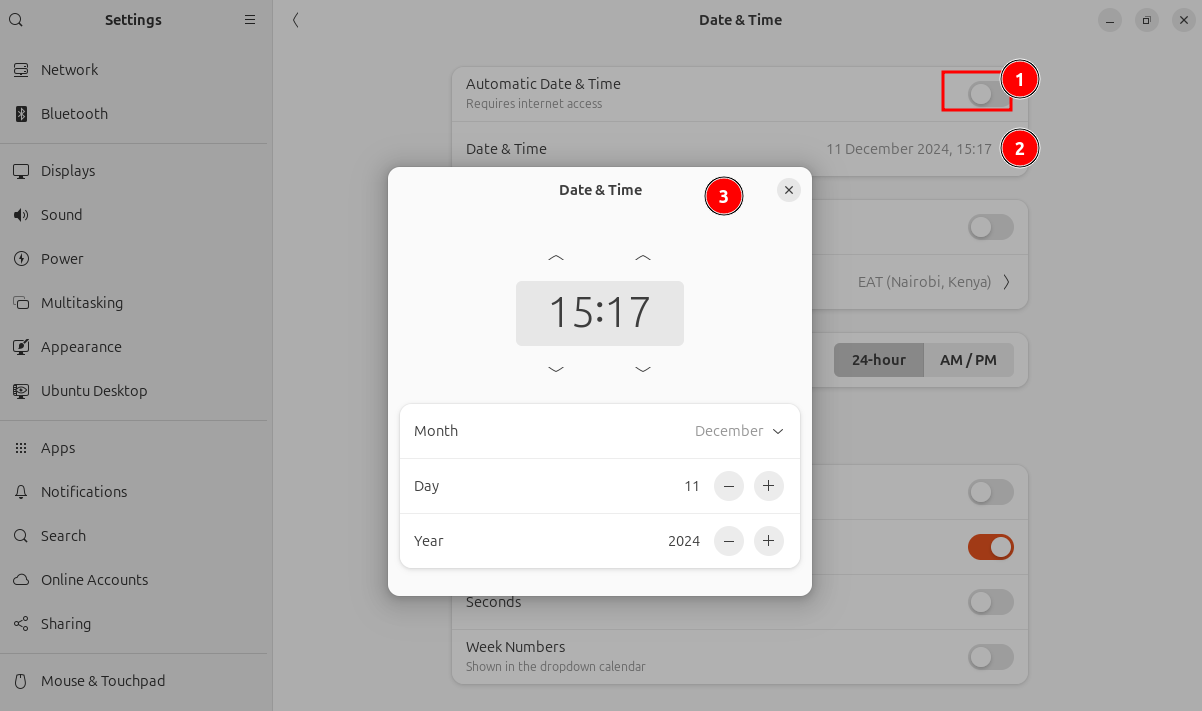 Settings
Network
Bluetooth
Displays
Sound
Power
Multitasking
Appearance
Ubuntu Desktop
Apps
Notifications
Search
Online Accounts
Sharing
Mouse & Touchpad
Date & Time
Automatic Date & Time
Requires internet access
1
Date & Time
11 December 2024, 15:17
2
EAT (Nairobi, Kenya)
24-hour
AM / PM
Date & Time
3
15:17
Month
December
Day
11
Year
2024
Seconds
Week Numbers
Shown in the dropdown calendar